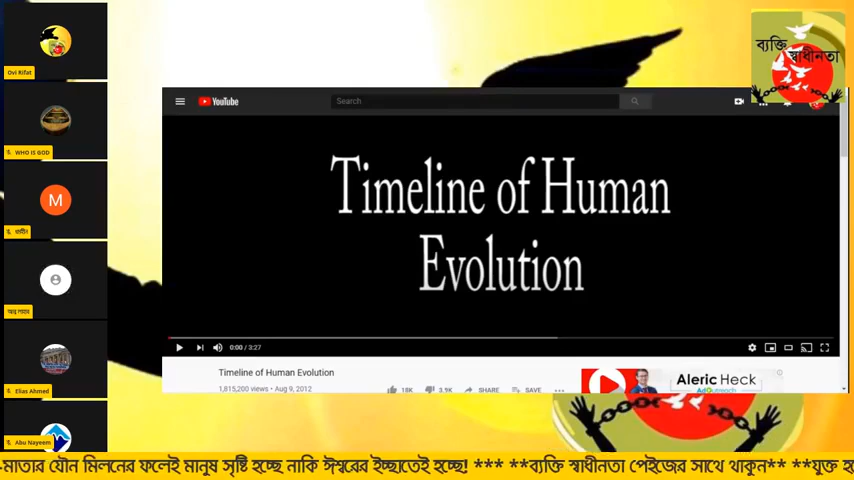 Ovi Rifat
WHO IS GOD
M
অন্ন লাহার
Elias Ahmed
Abu Nayeem
ব্যক্তি
স্বাধীনতা
YouTube
Search
Timeline of Human
Evolution
0:00 / 3:27
Timeline of Human Evolution
1,815,200 views • Aug 9, 2012
18K
3.9K
SHARE
SAVE
Aleric Heck
AdOutreach
-মাতার যৌন মিলনের ফলেই মানুষ সৃষ্টি হচ্ছে নাকি ঈশ্বরের ইচ্ছাতেই হচ্ছে! *** **ব্যক্তি স্বাধীনতা পেইজের সাথে থাকুন** **যুক্ত হ